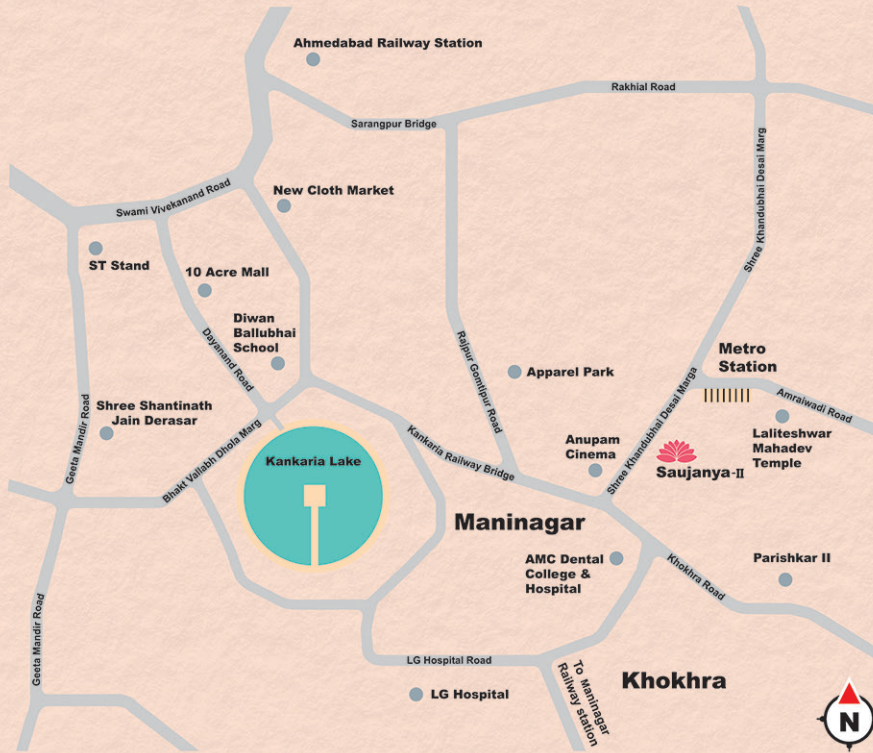 Ahmedabad Railway Station
Rakhial Road
Sarangpur Bridge
Shree Khandubhai Desai Marg
New Cloth Market
Swami Vivekanand Road
ST Stand
10 Acre Mall
Diwan
Ballubhai
School
Dayanand Road
Rajpur Gomtipur Road
Metro
Station
Apparel Park
Amraiwadi Road
Shree Khandubhai Desai Marga
Geeta Mandir Road
Shree Shantinath
Jain Derasar
Bhakt Vallabh Dhola Marg
Kankaria Lake
Kankaria Railway Bridge
Anupam
Cinema
Saujanya-II
Laliteshwar
Mahadev
Temple
Maninagar
AMC Dental
College &
Hospital
Khokhra Road
Parishkar II
Geeta Mandir Road
LG Hospital Road
To Maninagar
Railway station
Khokhra
LG Hospital
N